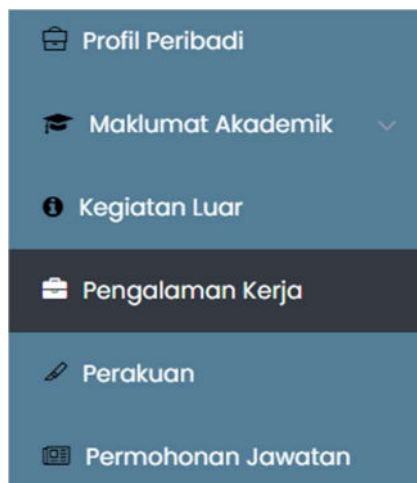 Profil Peribadi
Maklumat Akademik
Kegiatan Luar
Pengalaman Kerja
Perakuan
Permohonan Jawatan